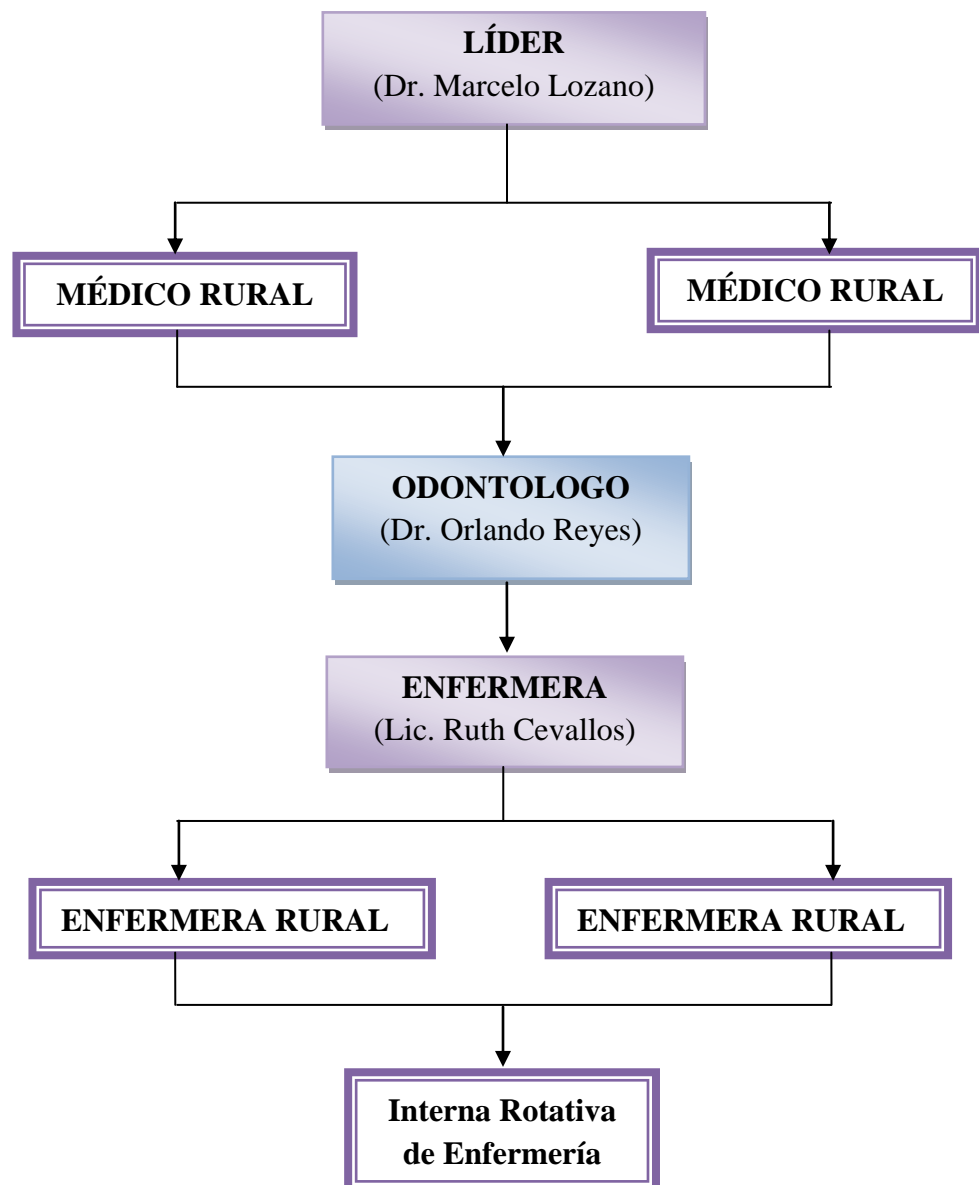 LÍDER
(Dr. Marcelo Lozano)
MÉDICO RURAL
MÉDICO RURAL
ODONTOLOGO
(Dr. Orlando Reyes)
ENFERMERA
(Lic. Ruth Cevallos)
ENFERMERA RURAL
ENFERMERA RURAL
Interna Rotativa
de Enfermería